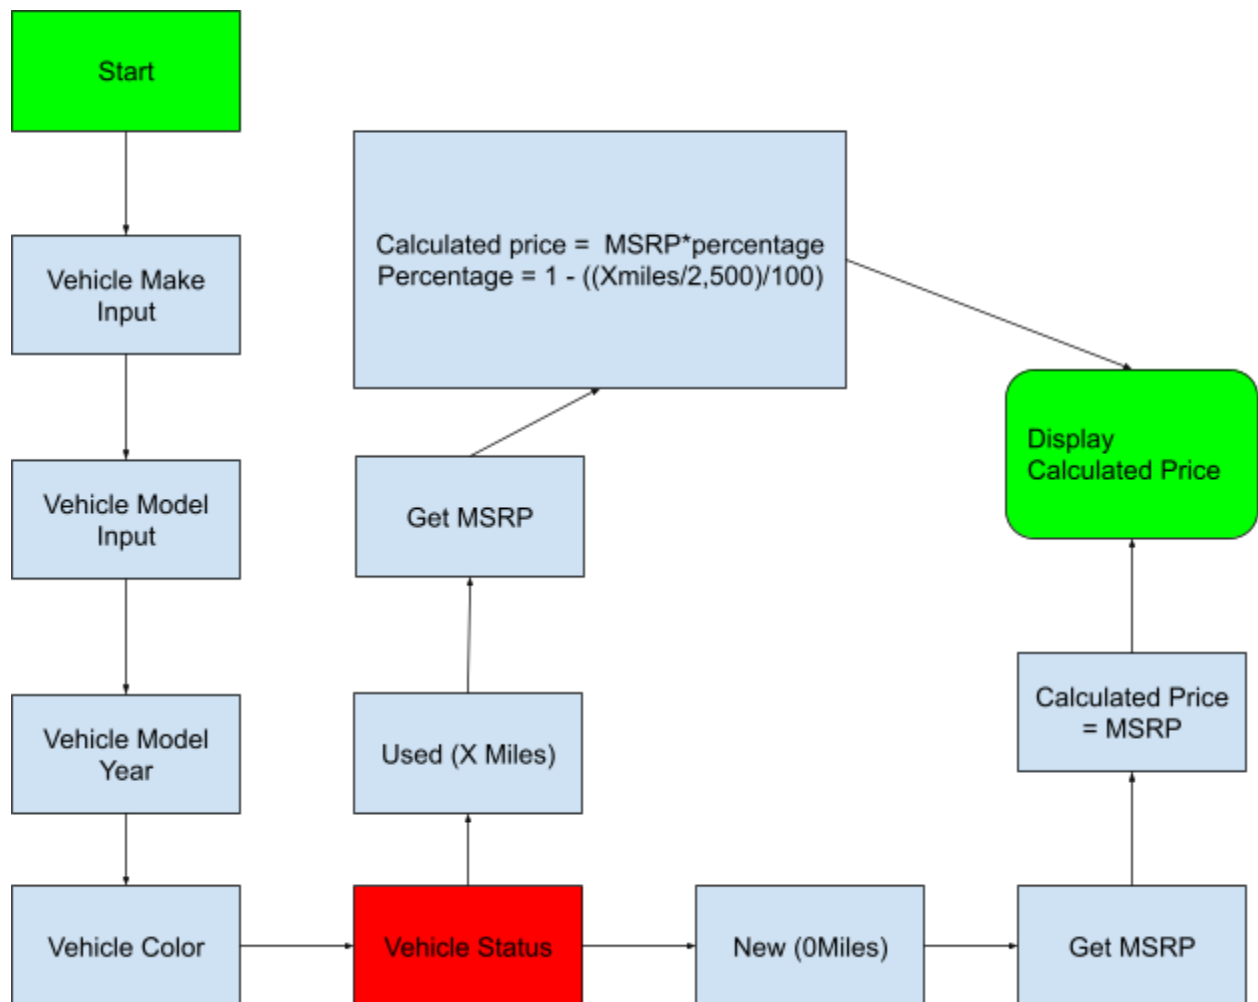 Start
Vehicle Make
Input
Vehicle Model
Input
Vehicle Model
Year
Vehicle Color
Vehicle Status
Used (X Miles)
Get MSRP
Calculated price =  MSRP*percentage
Percentage = 1 - ((Xmiles/2,500)/100)
New (0Miles)
Get MSRP
Calculated Price
= MSRP
Display
Calculated Price